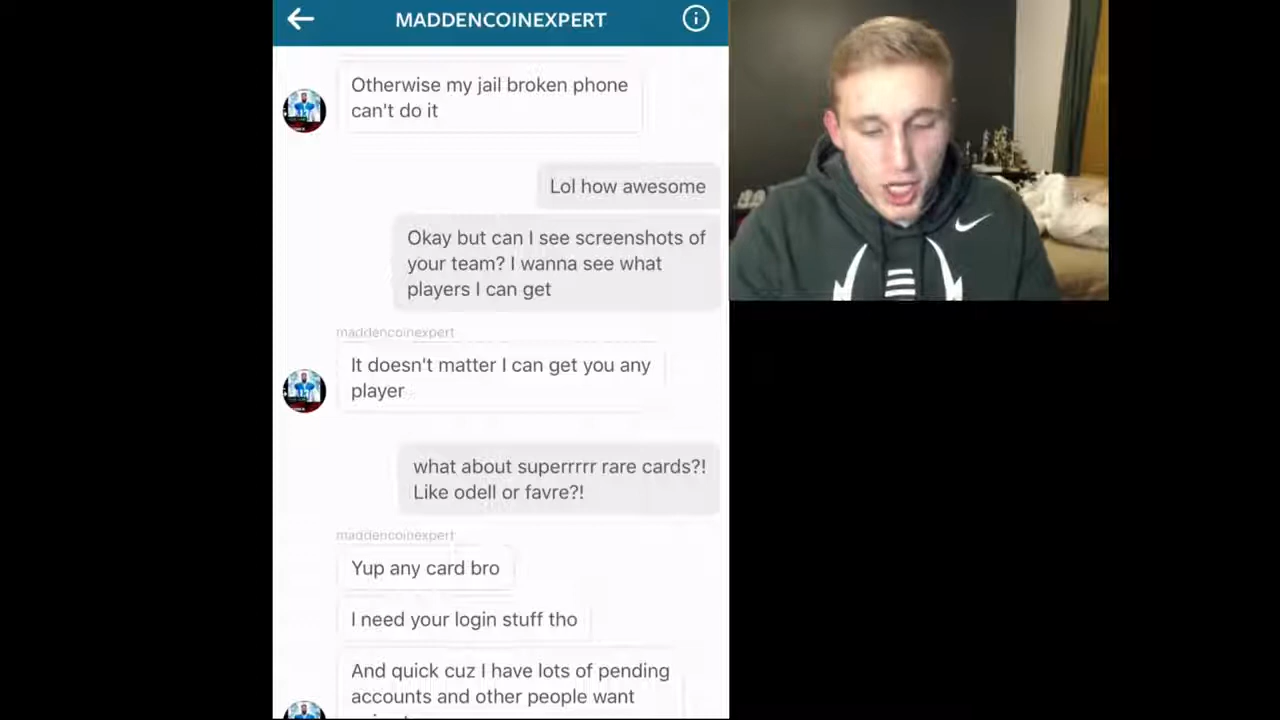 MADDENCOINEXPERT
Otherwise my jail broken phone
can't do it
Lol how awesome
Okay but can I see screenshots of
your team? I wanna see what
players I can get
maddencoinexpert
It doesn't matter I can get you any
player
what about superrrrr rare cards?!
Like odell or favre?!
maddencoinexpert
Yup any card bro
I need your login stuff tho
And quick cuz I have lots of pending
accounts and other people want